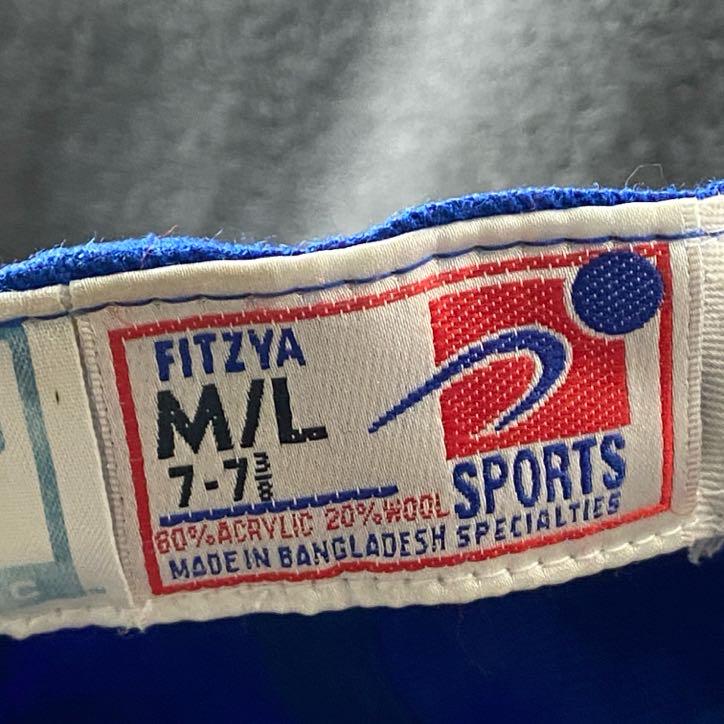 FITZYA
M/L
7-7 3/8
SPORTS
SPECIALTIES
80% ACRYLIC 20% WOOL
MADE IN BANGLADESH
C